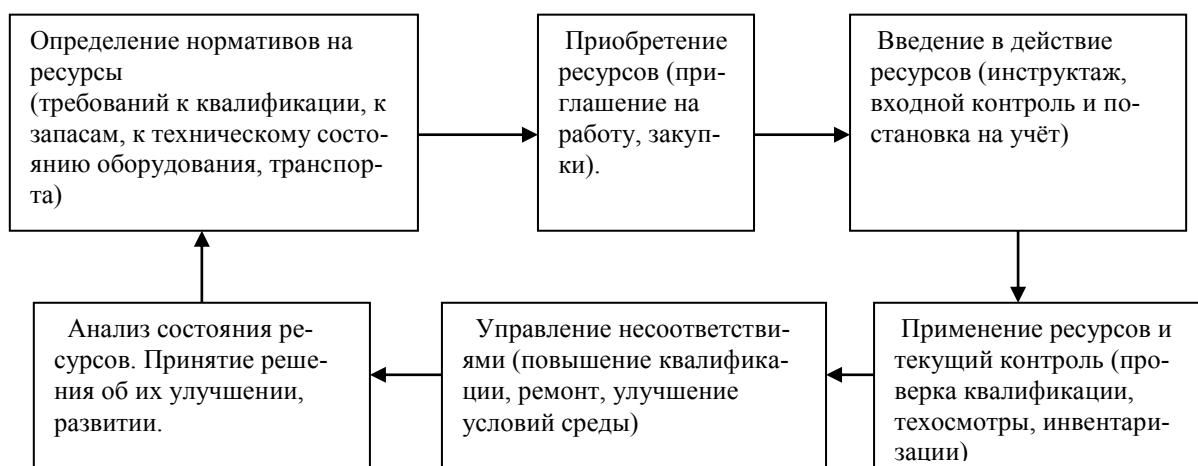 Определение нормативов на
ресурсы
(требований к квалификации, к
запасам, к техническому состо-
янию оборудования, транспор-
та)
Приобретение
ресурсов (при-
глашение на
работу, закуп-
ки).
Введение в действие
ресурсов (инструктаж,
входной контроль и по-
становка на учёт)
Анализ состояния ре-
сурсов. Принятие реше-
ния об их улучшении,
развитии.
Управление несоответстви-
ями (повышение квалифика-
ции, ремонт, улучшение
условий среды)
Применение ресурсов и
текущий контроль (про-
верка квалификации,
техосмотры, инвентари-
зации)